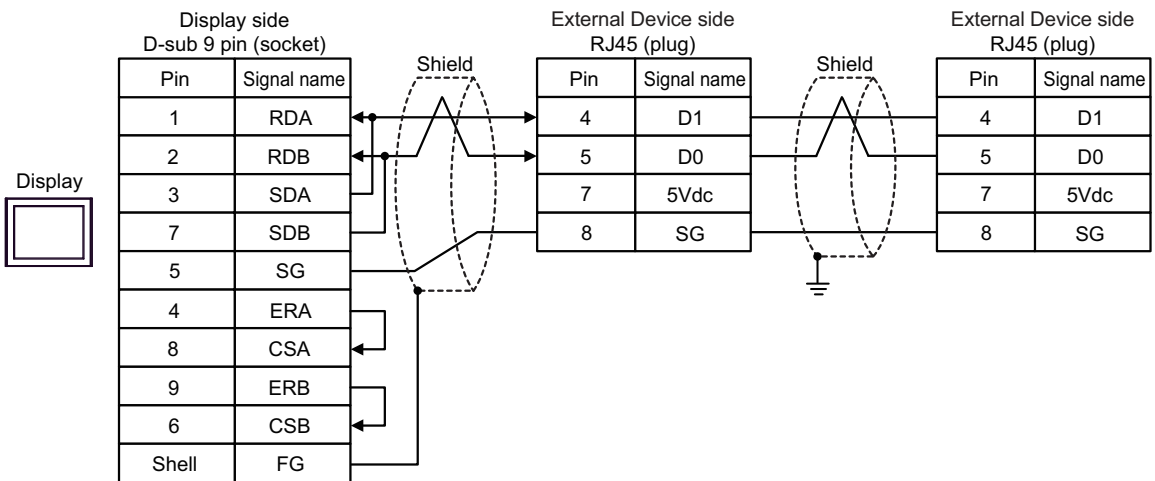 Display side
D-sub 9 pin (socket)
External Device side
RJ45 (plug)
External Device side
RJ45 (plug)
Shield
Shield
Pin Signal name
1 RDA
2 RDB
3 SDA
7 SDB
5 SG
4 ERA
8 CSA
9 ERB
6 CSB
Shell FG
Display
Pin Signal name
4 D1
5 D0
7 5Vdc
8 SG
Pin Signal name
4 D1
5 D0
7 5Vdc
8 SG